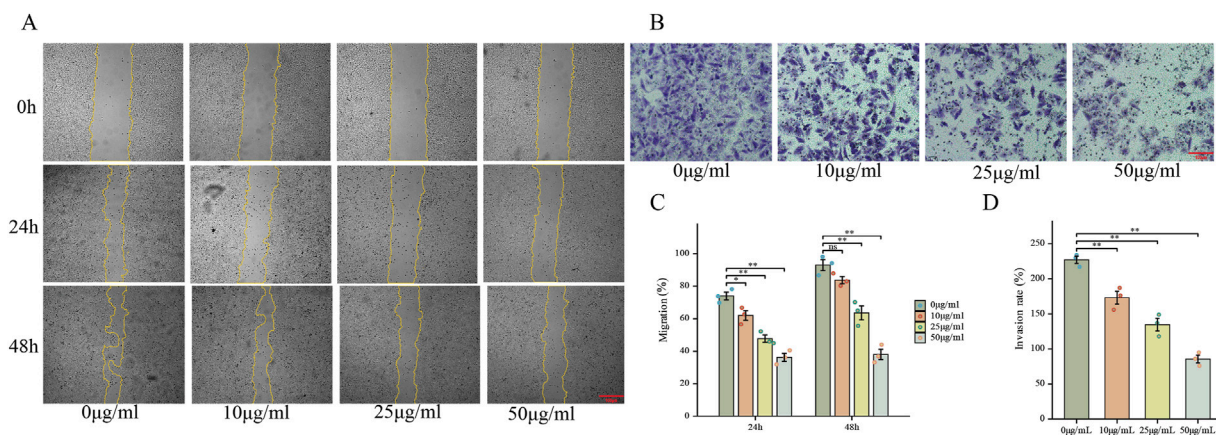 A
0h
24h
48h
0μg/ml
10μg/ml
25μg/ml
50μg/ml
B
0μg/ml
10μg/ml
25μg/ml
50μg/ml
C
Migration (%)
100
80
60
40
20
0
**
**
*
**
**
ns
24h
48h
0μg/ml
10μg/ml
25μg/ml
50μg/ml
D
Invasion rate (%)
250
200
150
100
50
0
**
**
**
0μg/mL
10μg/mL
25μg/mL
50μg/mL